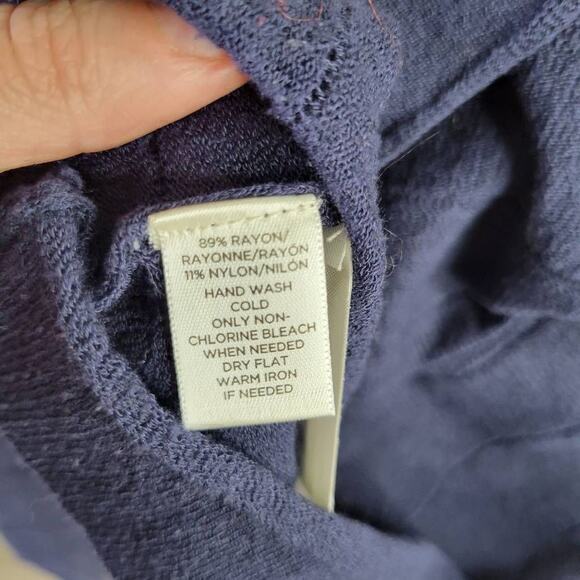 89% RAYON/
RAYONNE/RAYÓN
11% NYLON/NILÓN
HAND WASH
COLD
ONLY NON-
CHLORINE BLEACH
WHEN NEEDED
DRY FLAT
WARM IRON
IF NEEDED